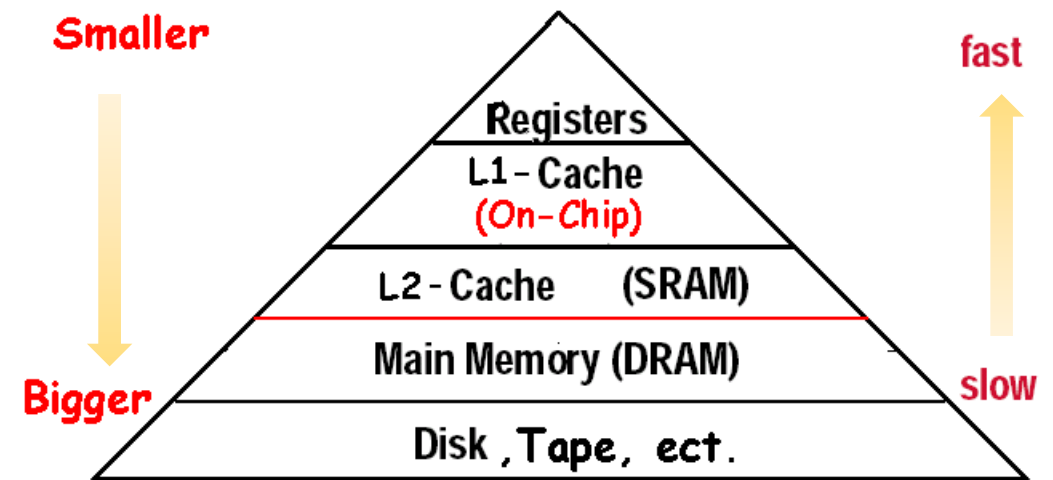 Smaller
fast
Registers
L1-Cache
(On-Chip)
L2-Cache (SRAM)
Main Memory (DRAM)
Bigger
slow
Disk ,Tape, ect.